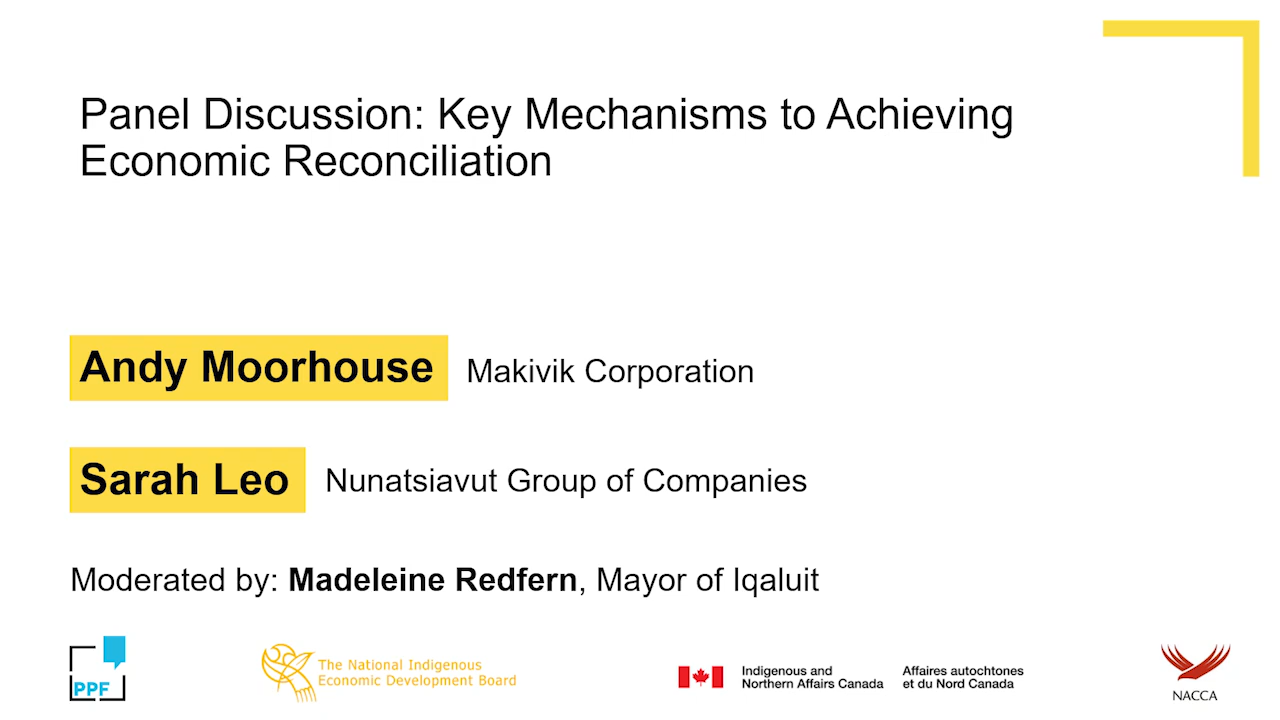 Panel Discussion: Key Mechanisms to Achieving
Economic Reconciliation
Andy Moorhouse Makivik Corporation
Sarah Leo Nunatsiavut Group of Companies
Moderated by: Madeleine Redfern, Mayor of Iqaluit
PPF
The National Indigenous
Economic Development Board
Indigenous and
Northern Affairs Canada
Affaires autochtones
et du Nord Canada
NACCA